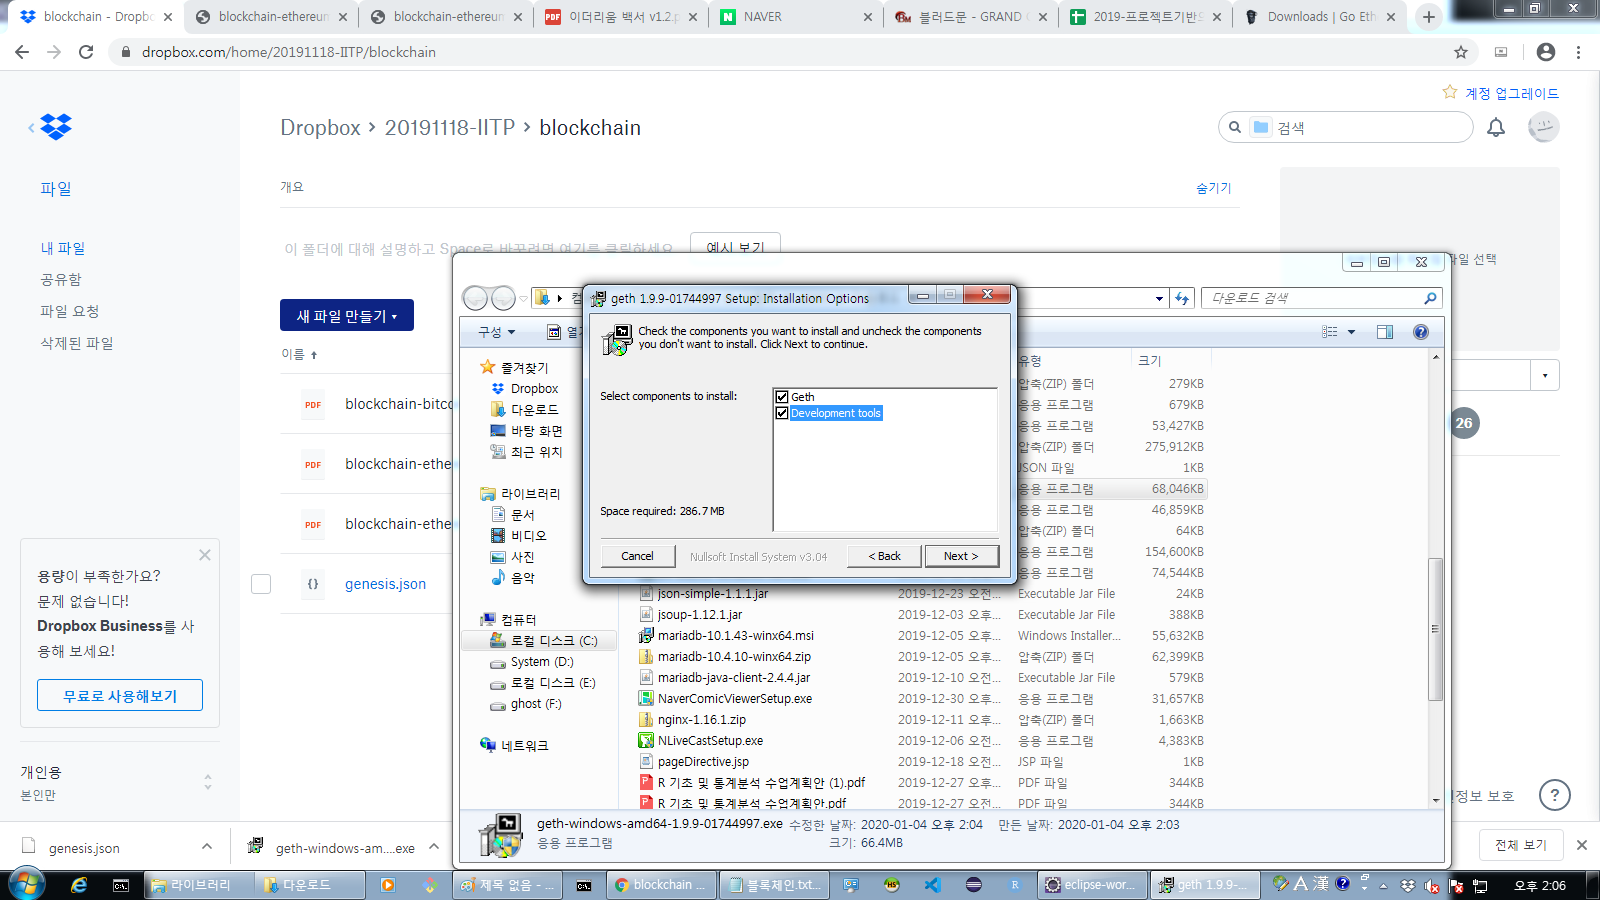 blockchain - Dropbo
blockchain-ethereum
blockchain-ethereum
이더리움 백서 v1.2.p
NAVER
블러드문 - GRAND
2019-프로젝트기반
Downloads | Go Eth
dropbox.com/home/20191118-IITP/blockchain
계정 업그레이드
Dropbox > 20191118-IITP > blockchain
검색
파일
개요
숨기기
내 파일
공유함
파일 요청
삭제된 파일
이 폴더에 대해 설명하고 Space로 바꾸려면 여기를 클릭하세요.
예시 보기
파일 선택
새 파일 만들기
이름
PDF blockchain-bitco
PDF blockchain-ethe
PDF blockchain-ethe
{} genesis.json
26
용량이 부족한가요?
문제 없습니다!
Dropbox Business를 사
용해 보세요!
무료로 사용해보기
개인용
본인만
다운로드 검색
구성
즐겨찾기
Dropbox
다운로드
바탕 화면
최근 위치
라이브러리
문서
비디오
사진
음악
컴퓨터
로컬 디스크 (C:)
System (D:)
로컬 디스크 (E:)
ghost (F:)
네트워크
geth 1.9.9-01744997 Setup: Installation Options
Check the components you want to install and uncheck the components
you don't want to install. Click Next to continue.
Select components to install:
Geth
Development tools
Space required: 286.7 MB
Cancel
Nullsoft Install System v3.04
< Back
Next >
유형 크기
압축(ZIP) 폴더 279KB
응용 프로그램 679KB
응용 프로그램 53,427KB
압축(ZIP) 폴더 275,912KB
JSON 파일 1KB
응용 프로그램 68,046KB
응용 프로그램 46,859KB
압축(ZIP) 폴더 64KB
응용 프로그램 154,600KB
응용 프로그램 74,544KB
json-simple-1.1.1.jar 2019-12-23 오전... Executable Jar File 24KB
jsoup-1.12.1.jar 2019-12-03 오후... Executable Jar File 388KB
mariadb-10.1.43-winx64.msi 2019-12-05 오후... Windows Installer... 55,632KB
mariadb-10.4.10-winx64.zip 2019-12-05 오후... 압축(ZIP) 폴더 62,399KB
mariadb-java-client-2.4.4.jar 2019-12-10 오전... Executable Jar File 579KB
NaverComicViewerSetup.exe 2019-12-30 오후... 응용 프로그램 31,657KB
nginx-1.16.1.zip 2019-12-11 오후... 압축(ZIP) 폴더 1,663KB
NLiveCastSetup.exe 2019-12-06 오전... 응용 프로그램 4,383KB
pageDirective.jsp 2019-12-18 오전... JSP 파일 1KB
R 기초 및 통계분석 수업계획안 (1).pdf 2019-12-27 오후... PDF 파일 344KB
R 기초 및 통계분석 수업계획안.pdf 2019-12-27 오후... PDF 파일 344KB
geth-windows-amd64-1.9.9-01744997.exe 수정한 날짜: 2020-01-04 오후 2:04 만든 날짜: 2020-01-04 오후 2:03
응용 프로그램 크기: 66.4MB
정보 보호
?
genesis.json
geth-windows-am....exe
전체 보기
라이브러리
다운로드
제목 없음 - ...
blockchain ...
블록체인.txt...
eclipse-wor...
geth 1.9.9-...
A 漢
오후 2:06